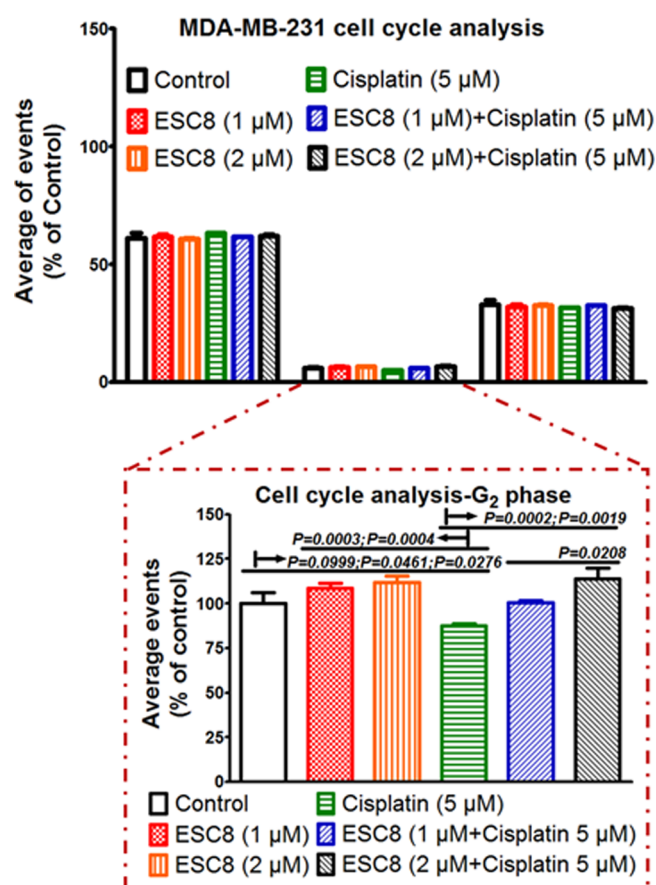 MDA-MB-231 cell cycle analysis
150
100
50
0
Average of events
(% of Control)
Control
Cisplatin (5 µM)
ESC8 (1 µM)
ESC8 (1 µM)+Cisplatin (5 µM)
ESC8 (2 µM)
ESC8 (2 µM)+Cisplatin (5 µM)
Cell cycle analysis-G₂ phase
150
125
100
75
50
25
0
Average events
(% of control)
P=0.0002;P=0.0019
P=0.0003;P=0.0004
P=0.0999;P=0.0461;P=0.0276
P=0.0208
Control
Cisplatin (5 µM)
ESC8 (1 µM)
ESC8 (1 µM+Cisplatin 5 µM)
ESC8 (2 µM)
ESC8 (2 µM+Cisplatin 5 µM)